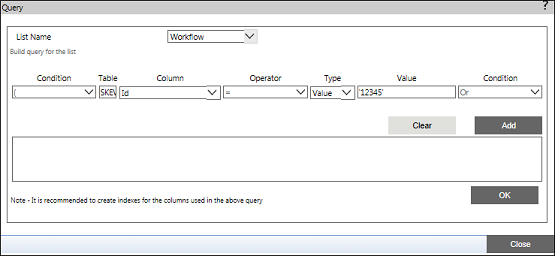 Query ?
List Name Workflow
Build query for the list
Condition Table Column Operator Type Value Condition
( Id = Value '12345' Or
Clear Add
Note - It is recommended to create indexes for the columns used in the above query
OK
Close